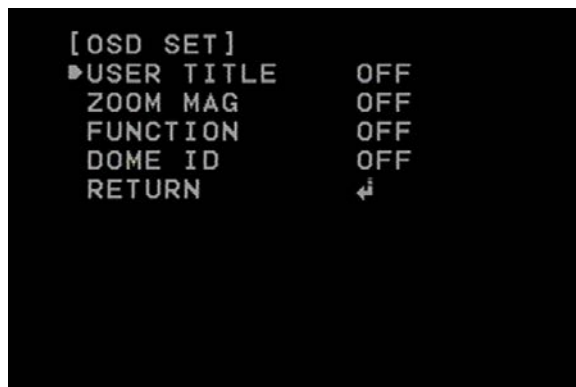 [OSD SET]
USER TITLE OFF
ZOOM MAG OFF
FUNCTION OFF
DOME ID OFF
RETURN ↲